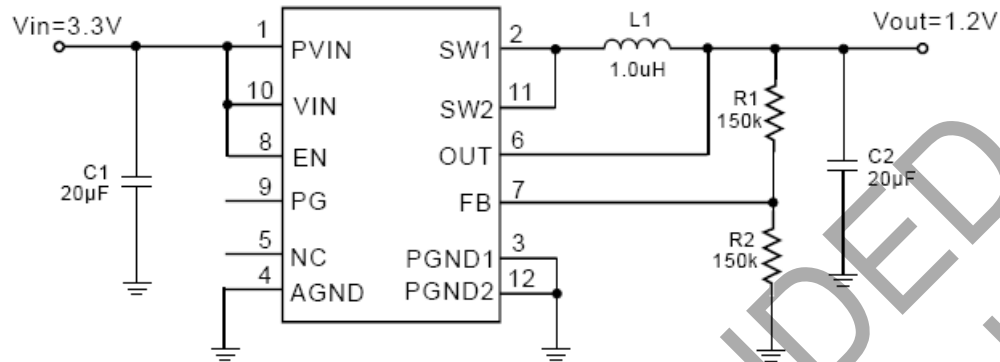 Vin=3.3V
1
PVIN
10
VIN
8
EN
9
PG
5
NC
4
AGND
C1
20µF
SW1
2
SW2
11
OUT
6
FB
7
PGND1
3
PGND2
12
L1
1.0uH
Vout=1.2V
R1
150k
R2
150k
C2
20µF
NDED